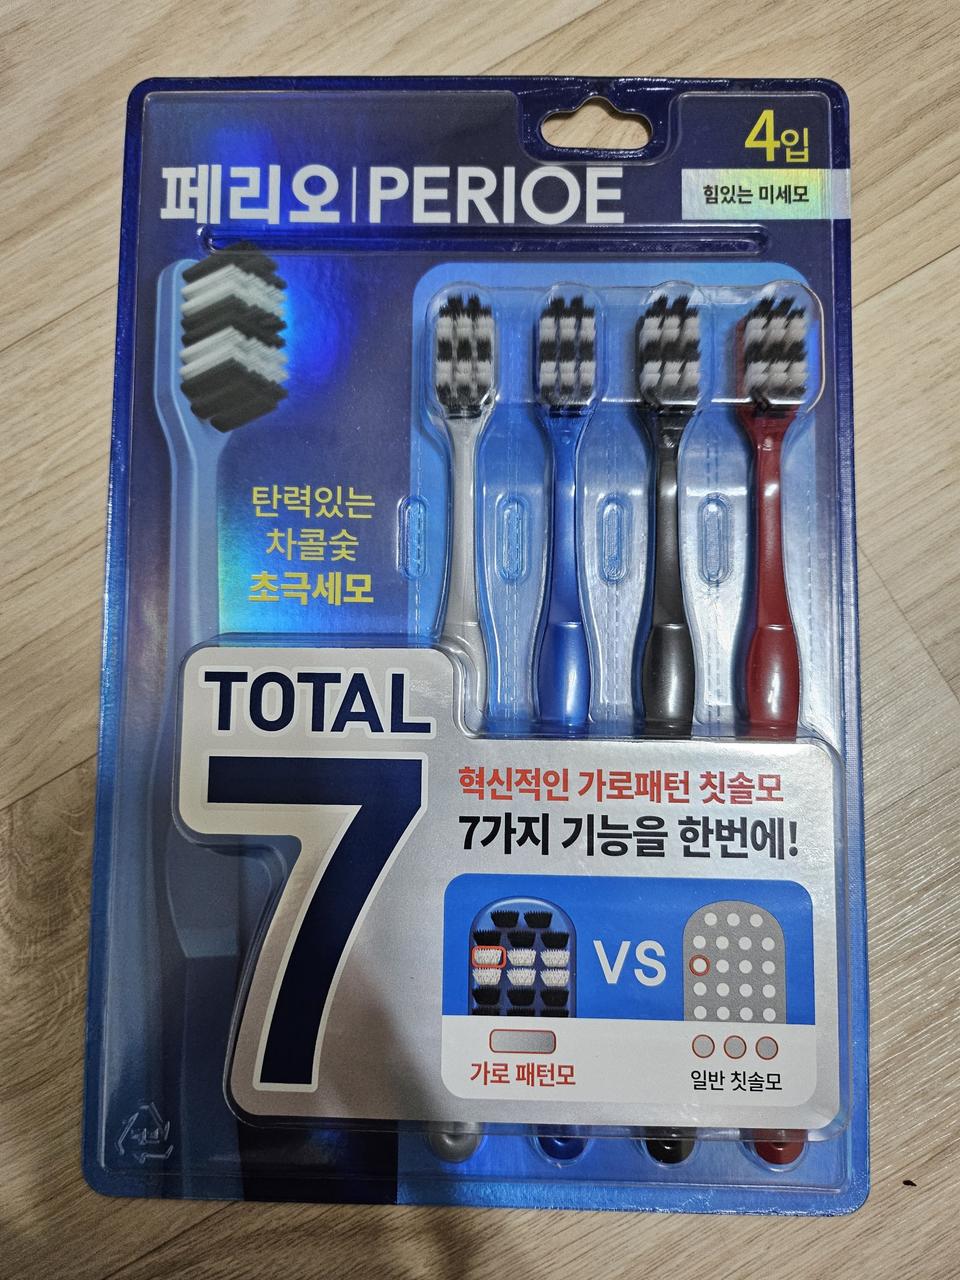 4입
페리오 | PERIOE
힘있는 미세모
탄력있는
차콜숯
초극세모
TOTAL
7
혁신적인 가로패턴 칫솔모
7가지 기능을 한번에!
VS
가로 패턴모
일반 칫솔모